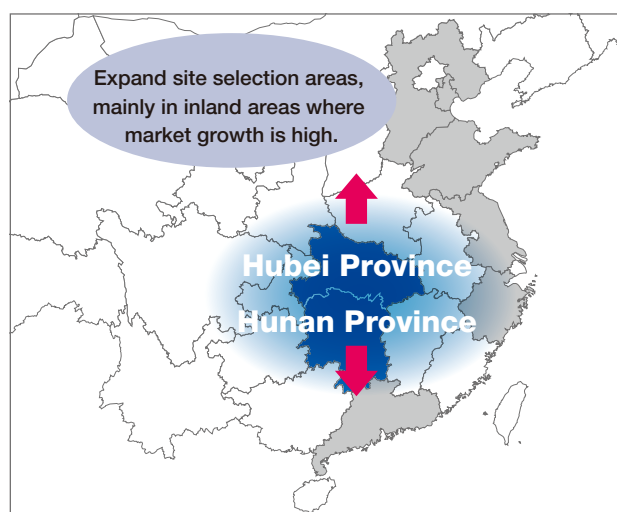 Expand site selection areas,
mainly in inland areas where
market growth is high.
Hubei Province
Hunan Province